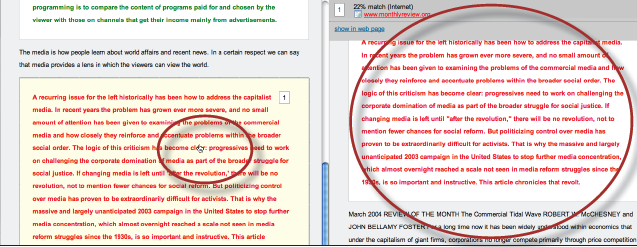 programming is to compare the content of programs paid for and chosen by the
viewer with those on channels that get their income mainly from advertisements.
The media is how people learn about world affairs and recent news. In a certain respect we can say
that media provides a lens in which the viewers can view the world.
A recurring issue for the left historically has been how to address the capitalist
1
media. In recent years the problem has grown ever more severe, and no small
amount of attention has been given to examining the problems of the commercial
media and how closely they reinforce and accentuate problems within the broader
social order. The logic of this criticism has become clear: progressives need to work
on challenging the corporate domination of media as part of the broader struggle for
social justice. If changing media is left until "after the revolution," there will be no
revolution, not to mention fewer chances for social reform. But politicizing control
over media has proven to be extraordinarily difficult for activists. That is why the
massive and largely unanticipated 2003 campaign in the United States to stop further
media concentration, which almost overnight reached a scale not seen in media
reform struggles since the 1930s, is so important and instructive. This article
1
22% match (Internet)
www.monthlyreview.org
show in web page
A recurring issue for the left historically has been how to address the capitalist media.
In recent years the problem has grown ever more severe, and no small amount of
attention has been given to examining the problems of the commercial media and how
closely they reinforce and accentuate problems within the broader social order. The
logic of this criticism has become clear: progressives need to work on challenging the
corporate domination of media as part of the broader struggle for social justice. If
changing media is left until "after the revolution," there will be no revolution, not to
mention fewer chances for social reform. But politicizing control over media has
proven to be extraordinarily difficult for activists. That is why the massive and largely
unanticipated 2003 campaign in the United States to stop further media concentration,
which almost overnight reached a scale not seen in media reform struggles since the
1930s, is so important and instructive. This article chronicles that revolt.
March 2004 REVIEW OF THE MONTH The Commercial Tidal Wave ROBERT W. McCHESNEY and
JOHN BELLAMY FOSTER For a long time now it has been widely understood within economics that
under the capitalism of giant firms, corporations no longer compete primarily through price competition